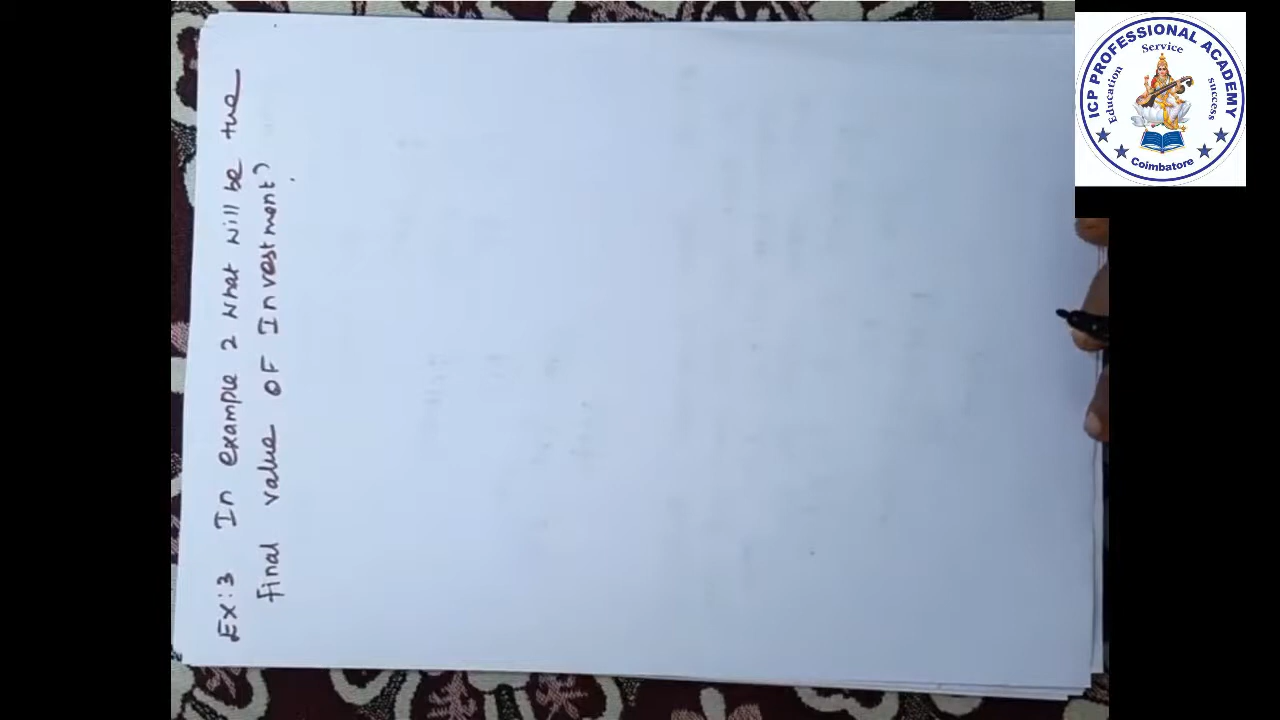 Ex:3 In example 2 what will be the
final value of Investment?
ICP PROFESSIONAL ACADEMY
Service
Education
success
Coimbatore